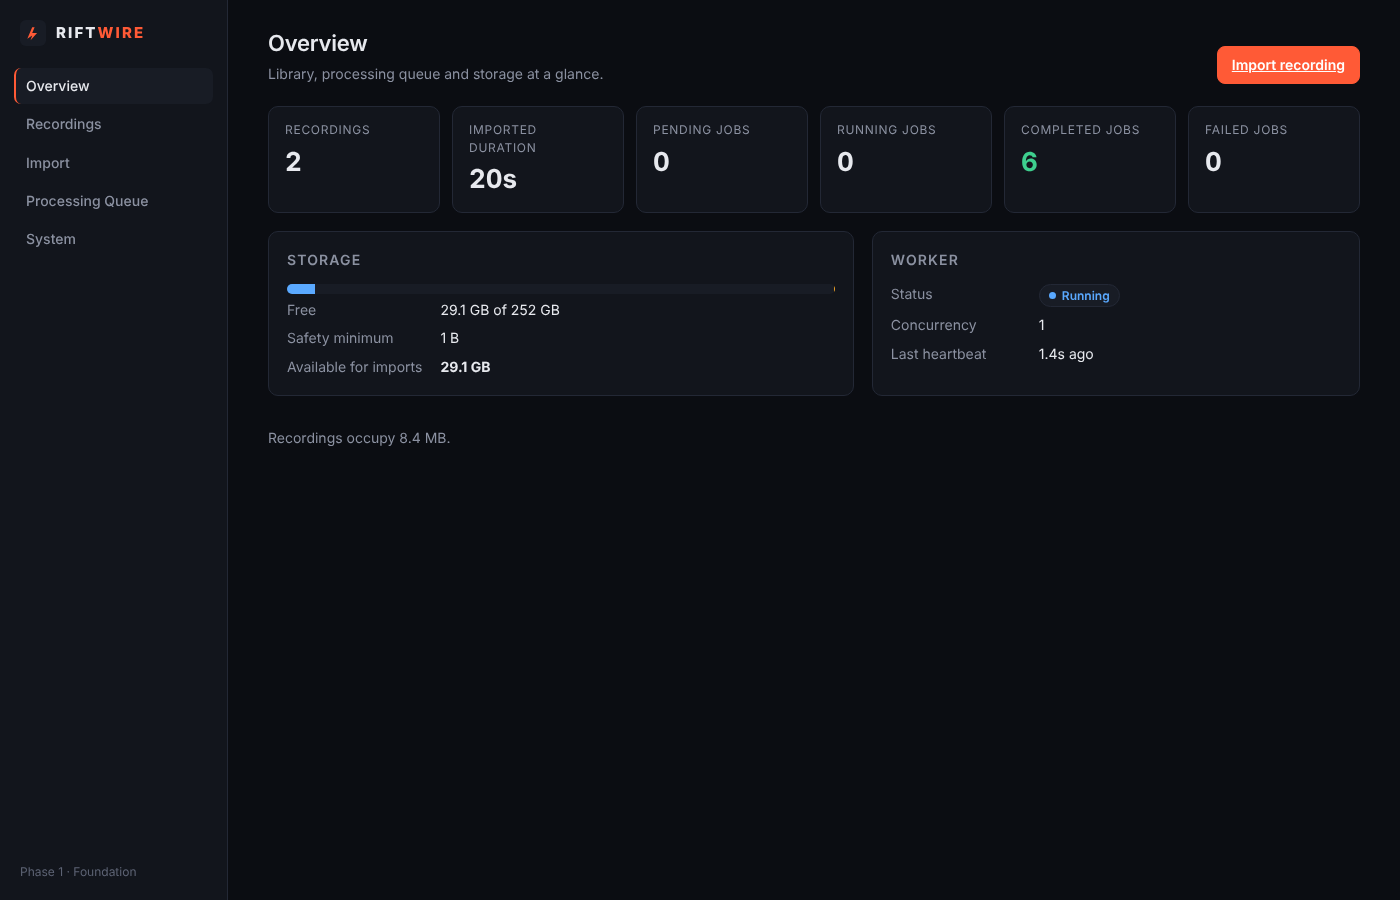 RIFTWIRE
Overview
Recordings
Import
Processing Queue
System
Phase 1 · Foundation
Overview
Library, processing queue and storage at a glance.
Import recording
RECORDINGS
2
IMPORTED
DURATION
20s
PENDING JOBS
0
RUNNING JOBS
0
COMPLETED JOBS
6
FAILED JOBS
0
STORAGE
Free 29.1 GB of 252 GB
Safety minimum 1 B
Available for imports 29.1 GB
WORKER
Status Running
Concurrency 1
Last heartbeat 1.4s ago
Recordings occupy 8.4 MB.